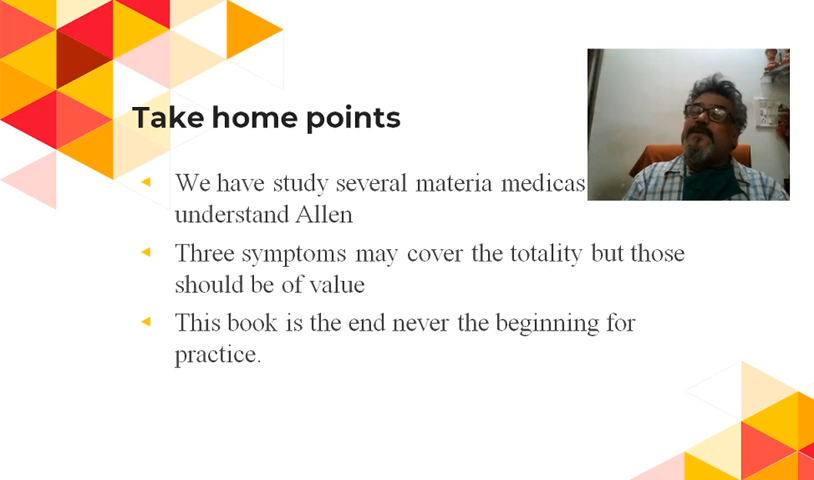 Take home points
We have study several materia medicas
understand Allen
Three symptoms may cover the totality but those
should be of value
This book is the end never the beginning for
practice.